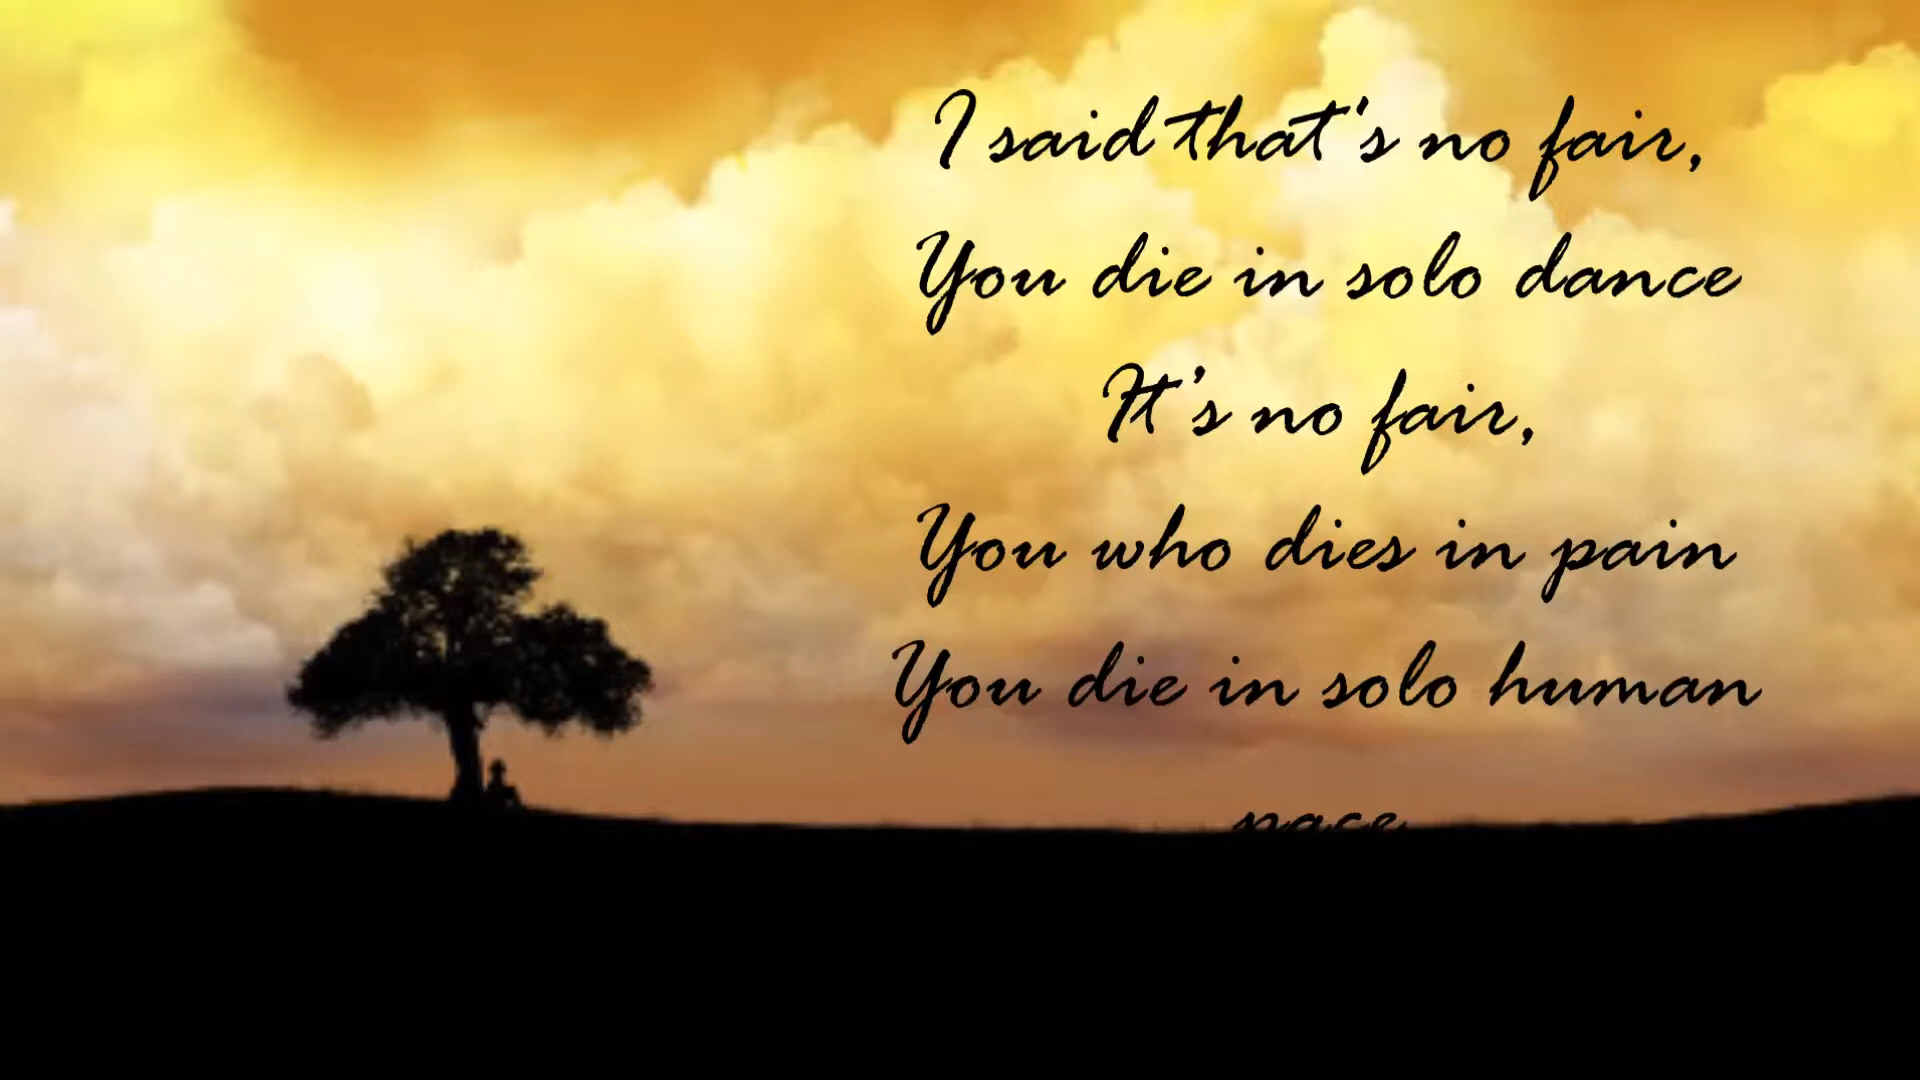 I said that's no fair,
You die in solo dance
It's no fair,
You who dies in pain
You die in solo human